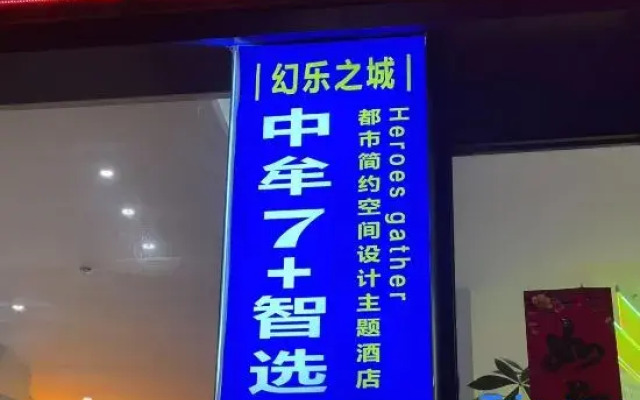 |幻乐之城|
中牟7+智选
都市简约空间设计主题酒店
Heroes gather